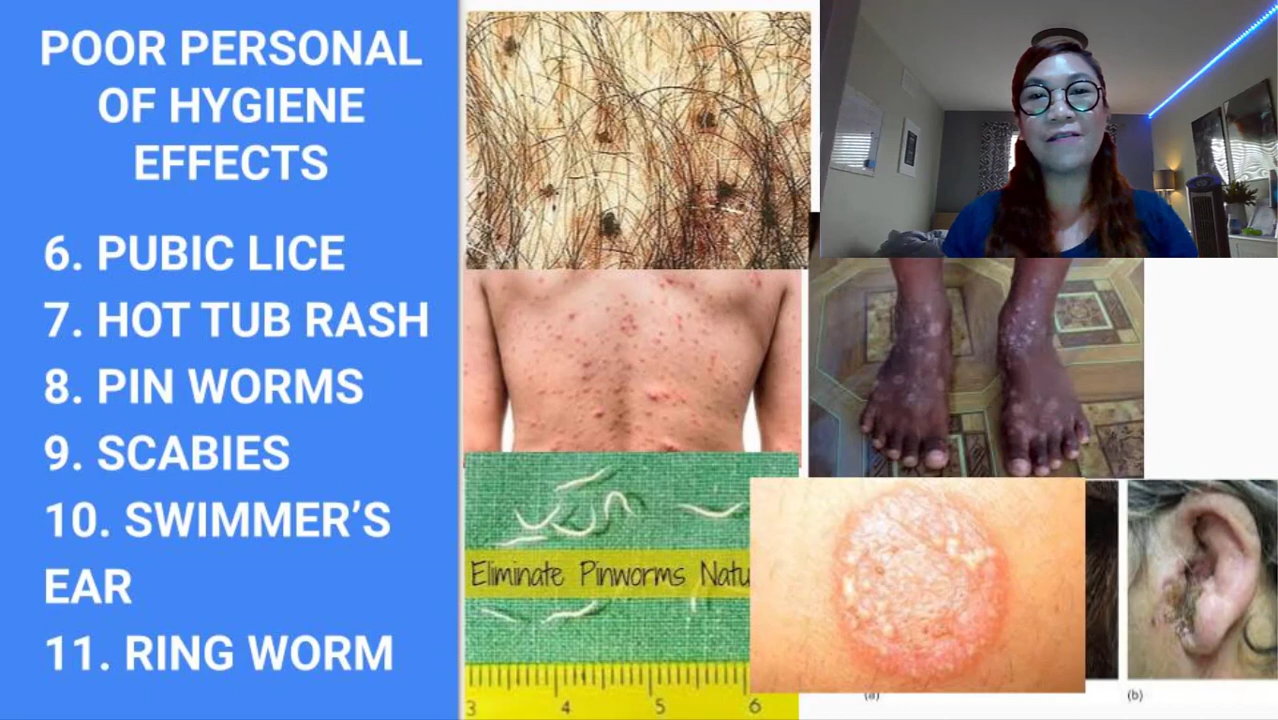 POOR PERSONAL
OF HYGIENE
EFFECTS
6. PUBIC LICE
7. HOT TUB RASH
8. PIN WORMS
9. SCABIES
10. SWIMMER'S
EAR
11. RING WORM
Eliminate Pinworms Natu
3 4 5 6
(a)
(b)